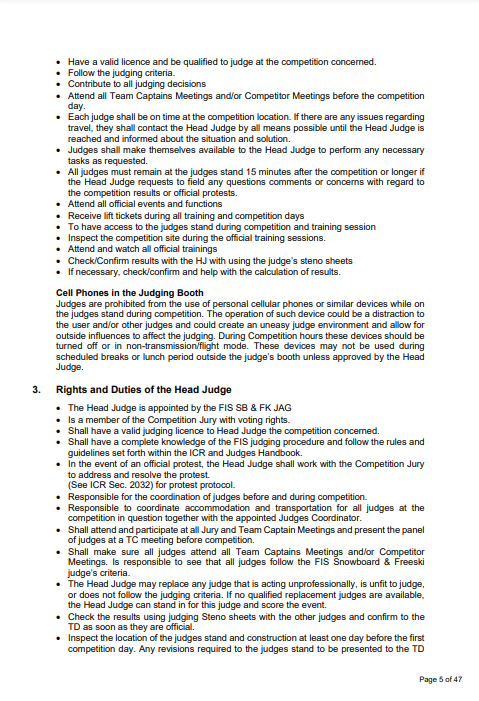 • Have a valid licence and be qualified to judge at the competition concerned.
• Follow the judging criteria.
• Contribute to all judging decisions
• Attend all Team Captains Meetings and/or Competitor Meetings before the competition
day.
• Each judge shall be on time at the competition location. If there are any issues regarding
travel, they shall contact the Head Judge by all means possible until the Head Judge is
reached and informed about the situation and solution.
• Judges shall make themselves available to the Head Judge to perform any necessary
tasks as requested.
• All judges must remain at the judges stand 15 minutes after the competition or longer if
the Head Judge requests to field any questions comments or concerns with regard to
the competition results or official protests.
• Attend all official events and functions
• Receive lift tickets during all training and competition days
• To have access to the judges stand during competition and training session
• Inspect the competition site during the official training sessions.
• Attend and watch all official trainings
• Check/Confirm results with the HJ with using the judge's steno sheets
• If necessary, check/confirm and help with the calculation of results.
Cell Phones in the Judging Booth
Judges are prohibited from the use of personal cellular phones or similar devices while on
the judges stand during competition. The operation of such device could be a distraction to
the user and/or other judges and could create an uneasy judge environment and allow for
outside influences to affect the judging. During Competition hours these devices should be
turned off or in non-transmission/flight mode. These devices may not be used during
scheduled breaks or lunch period outside the judge's booth unless approved by the Head
Judge.
3. Rights and Duties of the Head Judge
• The Head Judge is appointed by the FIS SB & FK JAG
• Is a member of the Competition Jury with voting rights.
• Shall have a valid judging licence to Head Judge the competition concerned.
• Shall have a complete knowledge of the FIS judging procedure and follow the rules and
guidelines set forth within the ICR and Judges Handbook.
• In the event of an official protest, the Head Judge shall work with the Competition Jury
to address and resolve the protest.
(See ICR Sec. 2032) for protest protocol.
• Responsible for the coordination of judges before and during competition.
• Responsible to coordinate accommodation and transportation for all judges at the
competition in question together with the appointed Judges Coordinator.
• Shall attend and participate at all Jury and Team Captain Meetings and present the panel
of judges at a TC meeting before competition.
• Shall make sure all judges attend all Team Captains Meetings and/or Competitor
Meetings. Is responsible to see that all judges follow the FIS Snowboard & Freeski
judge's criteria.
• The Head Judge may replace any judge that is acting unprofessionally, is unfit to judge,
or does not follow the judging criteria. If no qualified replacement judges are available,
the Head Judge can stand in for this judge and score the event.
• Check the results using judging Steno sheets with the other judges and confirm to the
TD as soon as they are official.
• Inspect the location of the judges stand and construction at least one day before the first
competition day. Any revisions required to the judges stand to be presented to the TD
Page 5 of 47